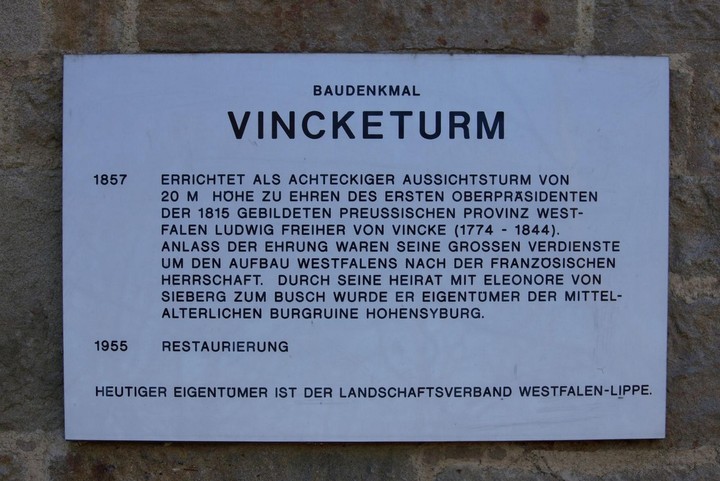 BAUDENKMAL
VINCKETURM
1857 ERRICHTET ALS ACHTECKIGER AUSSICHTSTURM VON
20 M HÖHE ZU EHREN DES ERSTEN OBERPRÄSIDENTEN
DER 1815 GEBILDETEN PREUSSISCHEN PROVINZ WEST-
FALEN LUDWIG FREIHER VON VINCKE (1774 - 1844).
ANLASS DER EHRUNG WAREN SEINE GROSSEN VERDIENSTE
UM DEN AUFBAU WESTFALENS NACH DER FRANZÖSISCHEN
HERRSCHAFT. DURCH SEINE HEIRAT MIT ELEONORE VON
SIEBERG ZUM BUSCH WURDE ER EIGENTÜMER DER MITTEL-
ALTERLICHEN BURGRUINE HOHENSYBURG.
1955 RESTAURIERUNG
HEUTIGER EIGENTÜMER IST DER LANDSCHAFTSVERBAND WESTFALEN-LIPPE.